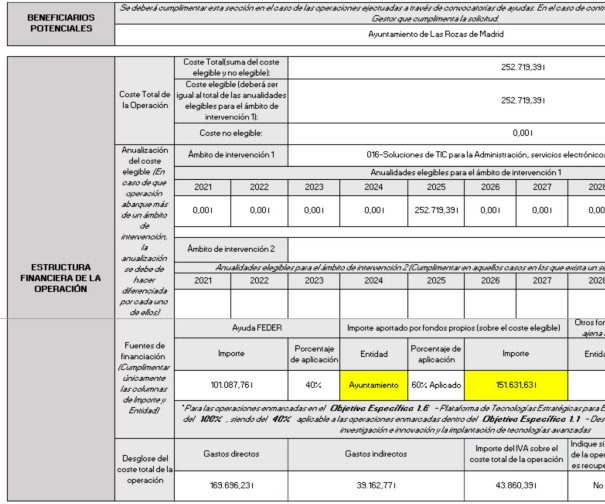 Se deberá cumplimentar esta sección en el caso de las operaciones ejectuadas a través de convocatorias de ayudas. En el caso de contr
Gestor que cumplimentará la solicitud.
BENEFICIARIOS
POTENCIALES
Ayuntamiento de Las Rozas de Madrid
ESTRUCTURA
FINANCIERA DE LA
OPERACIÓN
Coste Total de
la Operación
Coste Total(suma del coste
elegible y no elegible):
252.719,39 ı
Coste elegible (deberá ser
igual al total de las anualidades
elegibles para el ámbito de
intervención 1):
252.719,39 ı
Coste no elegible:
0,00 ı
Anualización
del coste
elegible (En
caso de que
operación
abarque más
de un ámbito
de
intervención,
la
anualización
se debe de
hacer
diferenciada
por cada uno
de ellos)
Ámbito de intervención 1
016-Soluciones de TIC para la Administración, servicios electrónicos
Anualidades elegibles para el ámbito de intervención 1
2021 2022 2023 2024 2025 2026 2027 2028
0,00 ı 0,00 ı 0,00 ı 0,00 ı 252.719,39 ı 0,00 ı 0,00 ı 0,00
Ámbito de intervención 2
Anualidades elegibles para el ámbito de intervención 2 (Cumplimentar en aquellos casos en los que exista un se
2021 2022 2023 2024 2025 2026 2027 2028
Fuentes de
financiación
(Cumplimentar
únicamente
las columnas
de Importe y
Entidad)
Ayuda FEDER
Importe aportado por fondos propios (sobre el coste elegible)
Otros for
ajena
Importe
Porcentaje
de aplicación
Entidad
Porcentaje de
aplicación
Importe
Entida
101.087,76 ı 40% Ayuntamiento 60% Aplicado 151.631,63 ı
*Para las operaciones enmarcadas en el Objetivo Específico 1.6 - Plataforma de Tecnologías Estratégicas para E
del 100% , siendo del 40% aplicable a las operaciones enmarcadas dentro del Objetivo Específico 1.1 - Des
investigación e innovación y la implantación de tecnologías avanzadas
Desglose del
coste total de la
operación
Gastos directos
Gastos indirectos
Importe del IVA sobre el
coste total de la operación
Indique si
de la oper
es recupe
169.696,23 ı 39.162,77 ı 43.860,39 ı No